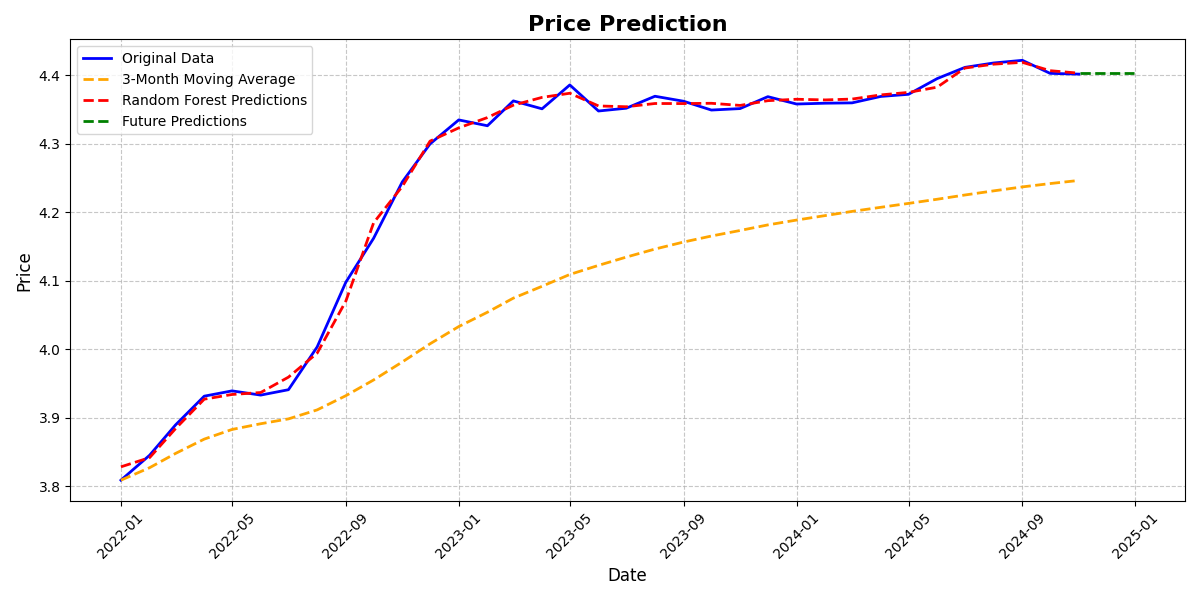 Price Prediction
Original Data
3-Month Moving Average
Random Forest Predictions
Future Predictions
Price
4.4
4.3
4.2
4.1
4.0
3.9
3.8
2022-01
2022-05
2022-09
2023-01
2023-05
2023-09
2024-01
2024-05
2024-09
2025-01
Date